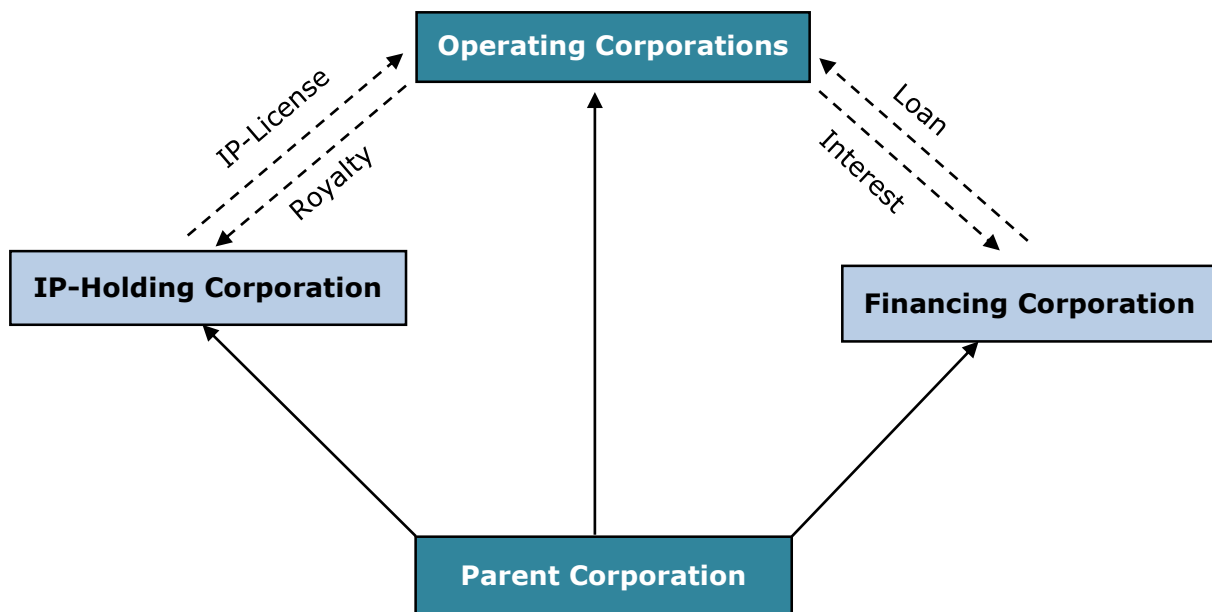 Operating Corporations
IP-License
Royalty
Loan
Interest
IP-Holding Corporation
Financing Corporation
Parent Corporation